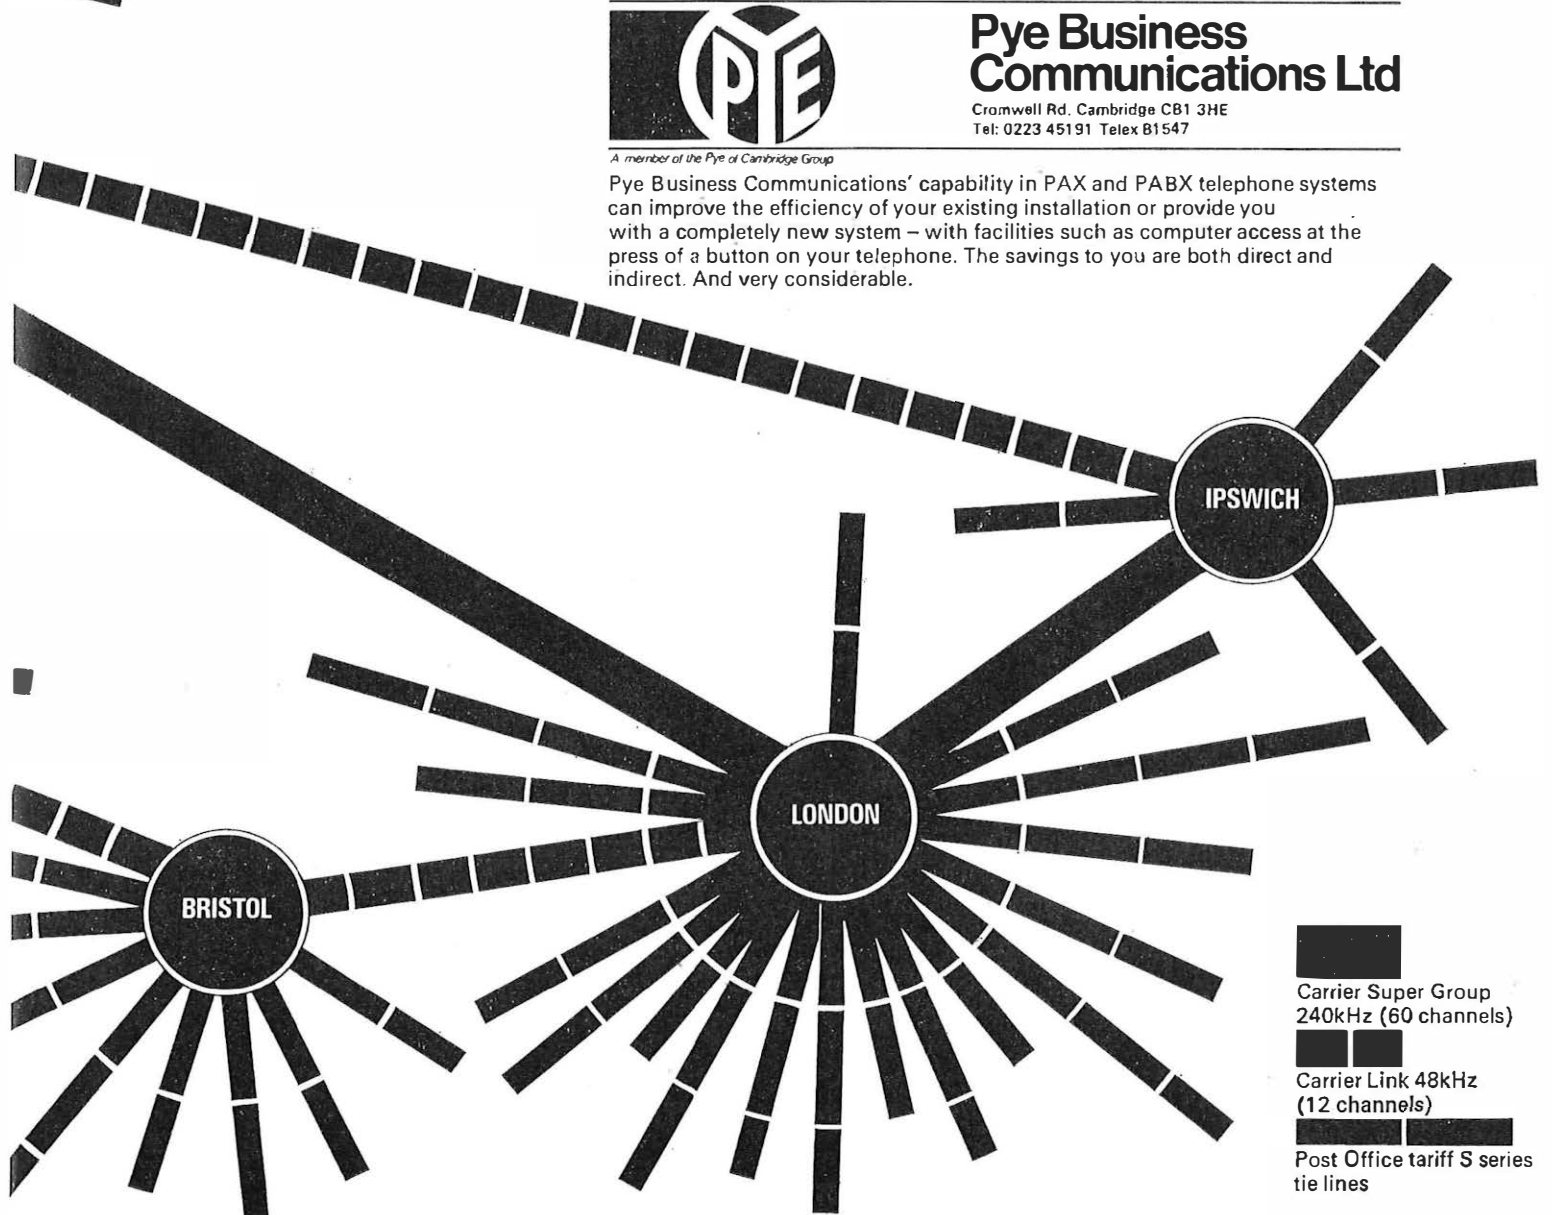 PYE
Pye Business
Communications Ltd
Cromwell Rd. Cambridge CB1 3HE
Tel: 0223 45191 Telex 81547
A member of the Pye of Cambridge Group
Pye Business Communications' capability in PAX and PABX telephone systems
can improve the efficiency of your existing installation or provide you
with a completely new system – with facilities such as computer access at the
press of a button on your telephone. The savings to you are both direct and
indirect. And very considerable.
IPSWICH
LONDON
BRISTOL
Carrier Super Group
240kHz (60 channels)
Carrier Link 48kHz
(12 channels)
Post Office tariff S series
tie lines